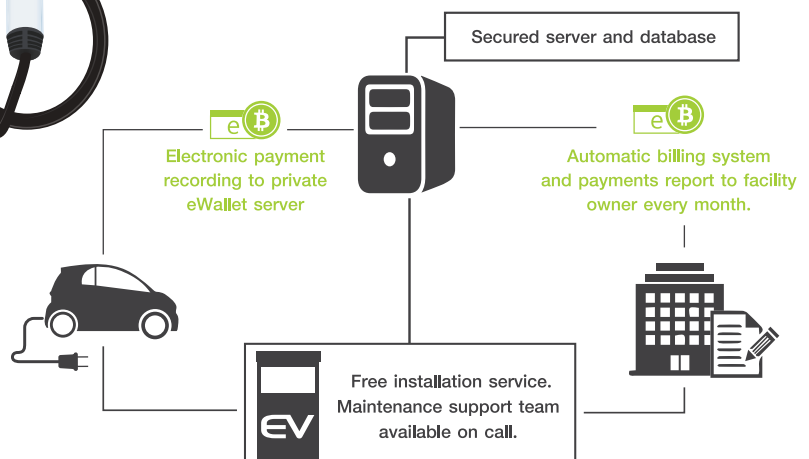 Secured server and database
e ₿
Electronic payment
recording to private
eWallet server
e ₿
Automatic billing system
and payments report to facility
owner every month.
EV
Free installation service.
Maintenance support team
available on call.